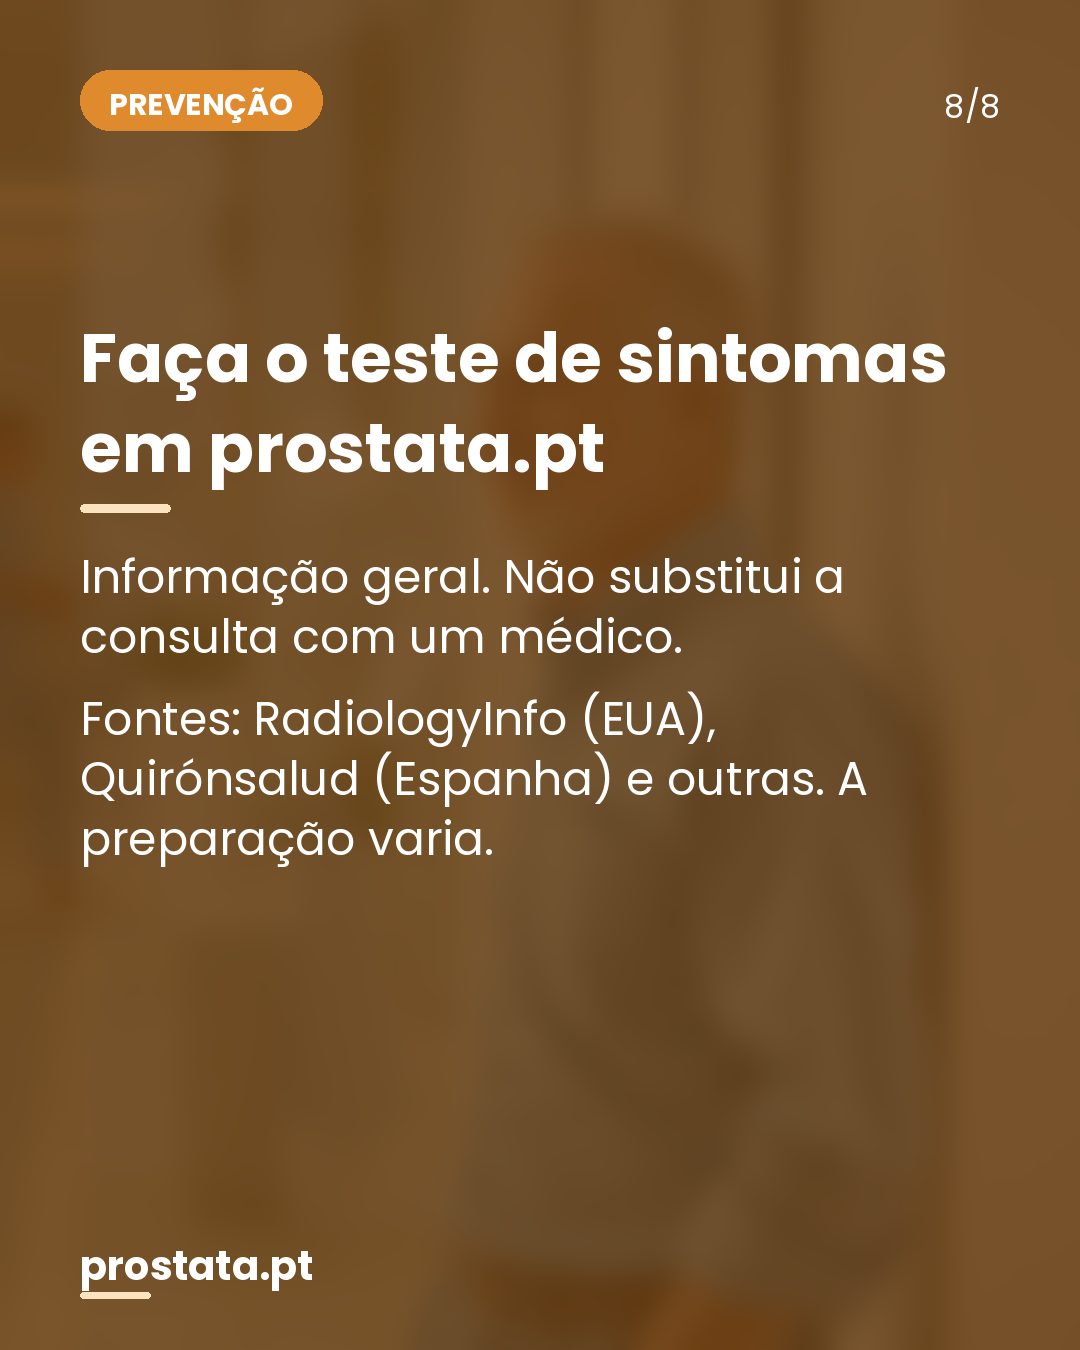 PREVENÇÃO
8/8
Faça o teste de sintomas
em prostata.pt
Informação geral. Não substitui a
consulta com um médico.
Fontes: RadiologyInfo (EUA),
Quirónsalud (Espanha) e outras. A
preparação varia.
prostata.pt